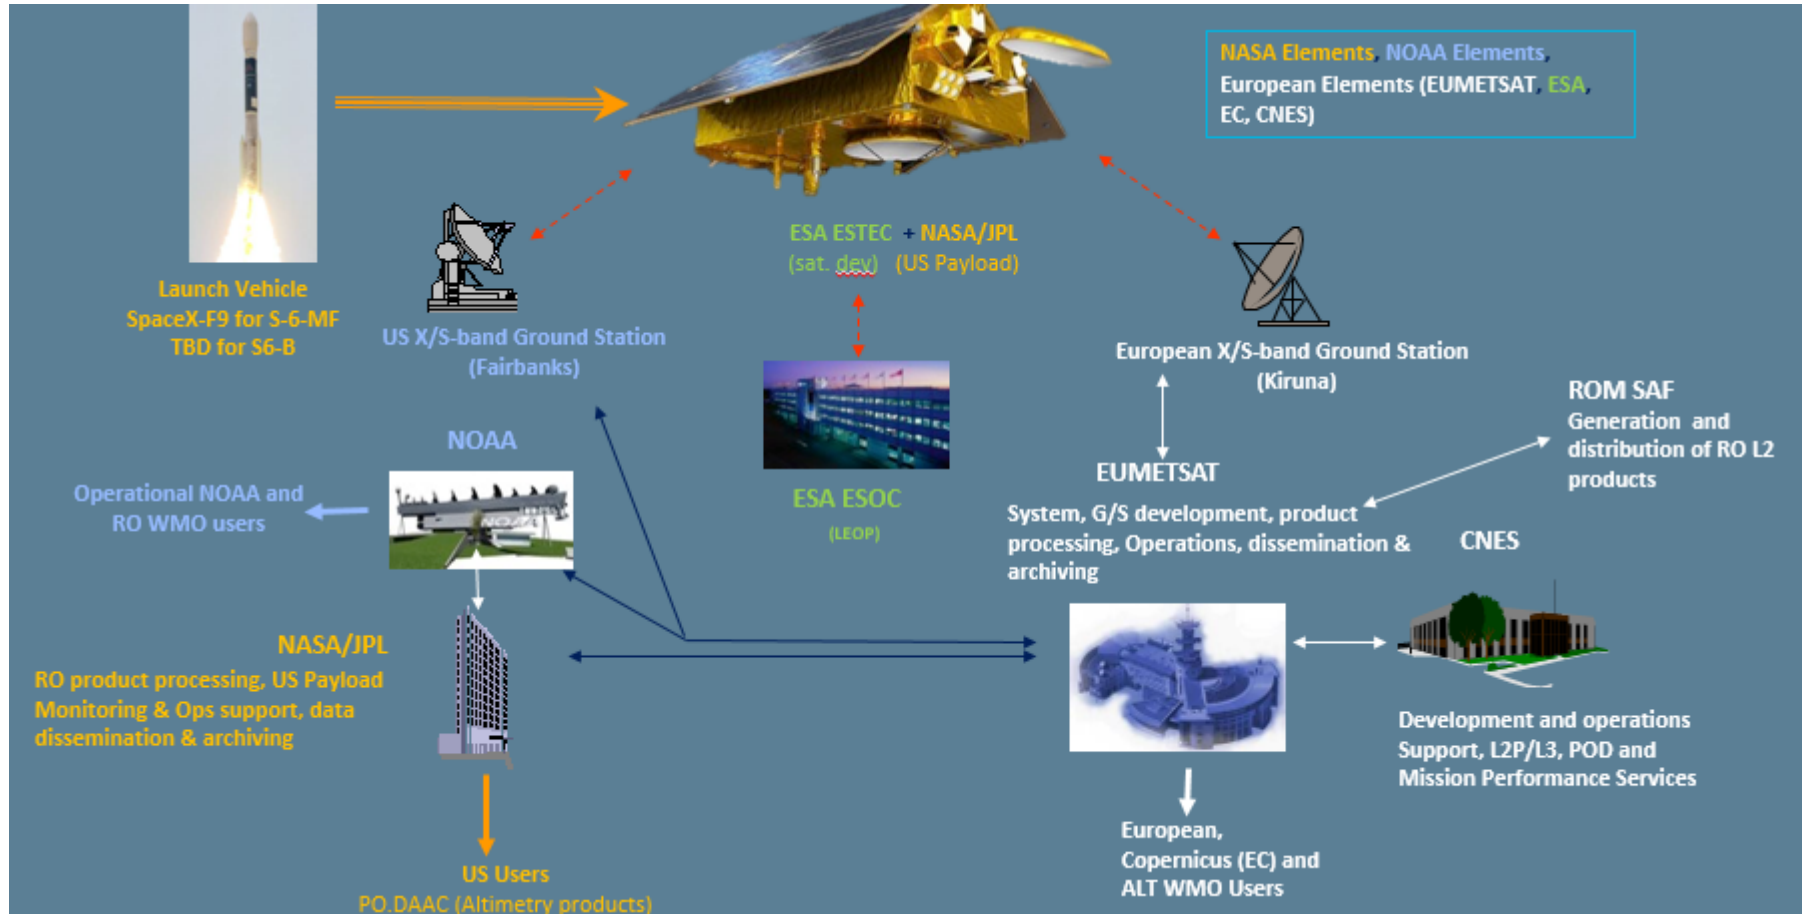 NASA Elements, NOAA Elements,
European Elements (EUMETSAT, ESA,
EC, CNES)
ESA ESTEC + NASA/JPL
(sat. dev) (US Payload)
Launch Vehicle
SpaceX-F9 for S-6-MF
TBD for S6-B
US X/S-band Ground Station
(Fairbanks)
European X/S-band Ground Station
(Kiruna)
ROM SAF
Generation and
distribution of RO L2
products
NOAA
Operational NOAA and
RO WMO users
NOAA
ESA ESOC
(LEOP)
EUMETSAT
System, G/S development, product
processing, Operations, dissemination &
archiving
CNES
NASA/JPL
RO product processing, US Payload
Monitoring & Ops support, data
dissemination & archiving
Development and operations
Support, L2P/L3, POD and
Mission Performance Services
European,
Copernicus (EC) and
ALT WMO Users
US Users
PO.DAAC (Altimetry products)